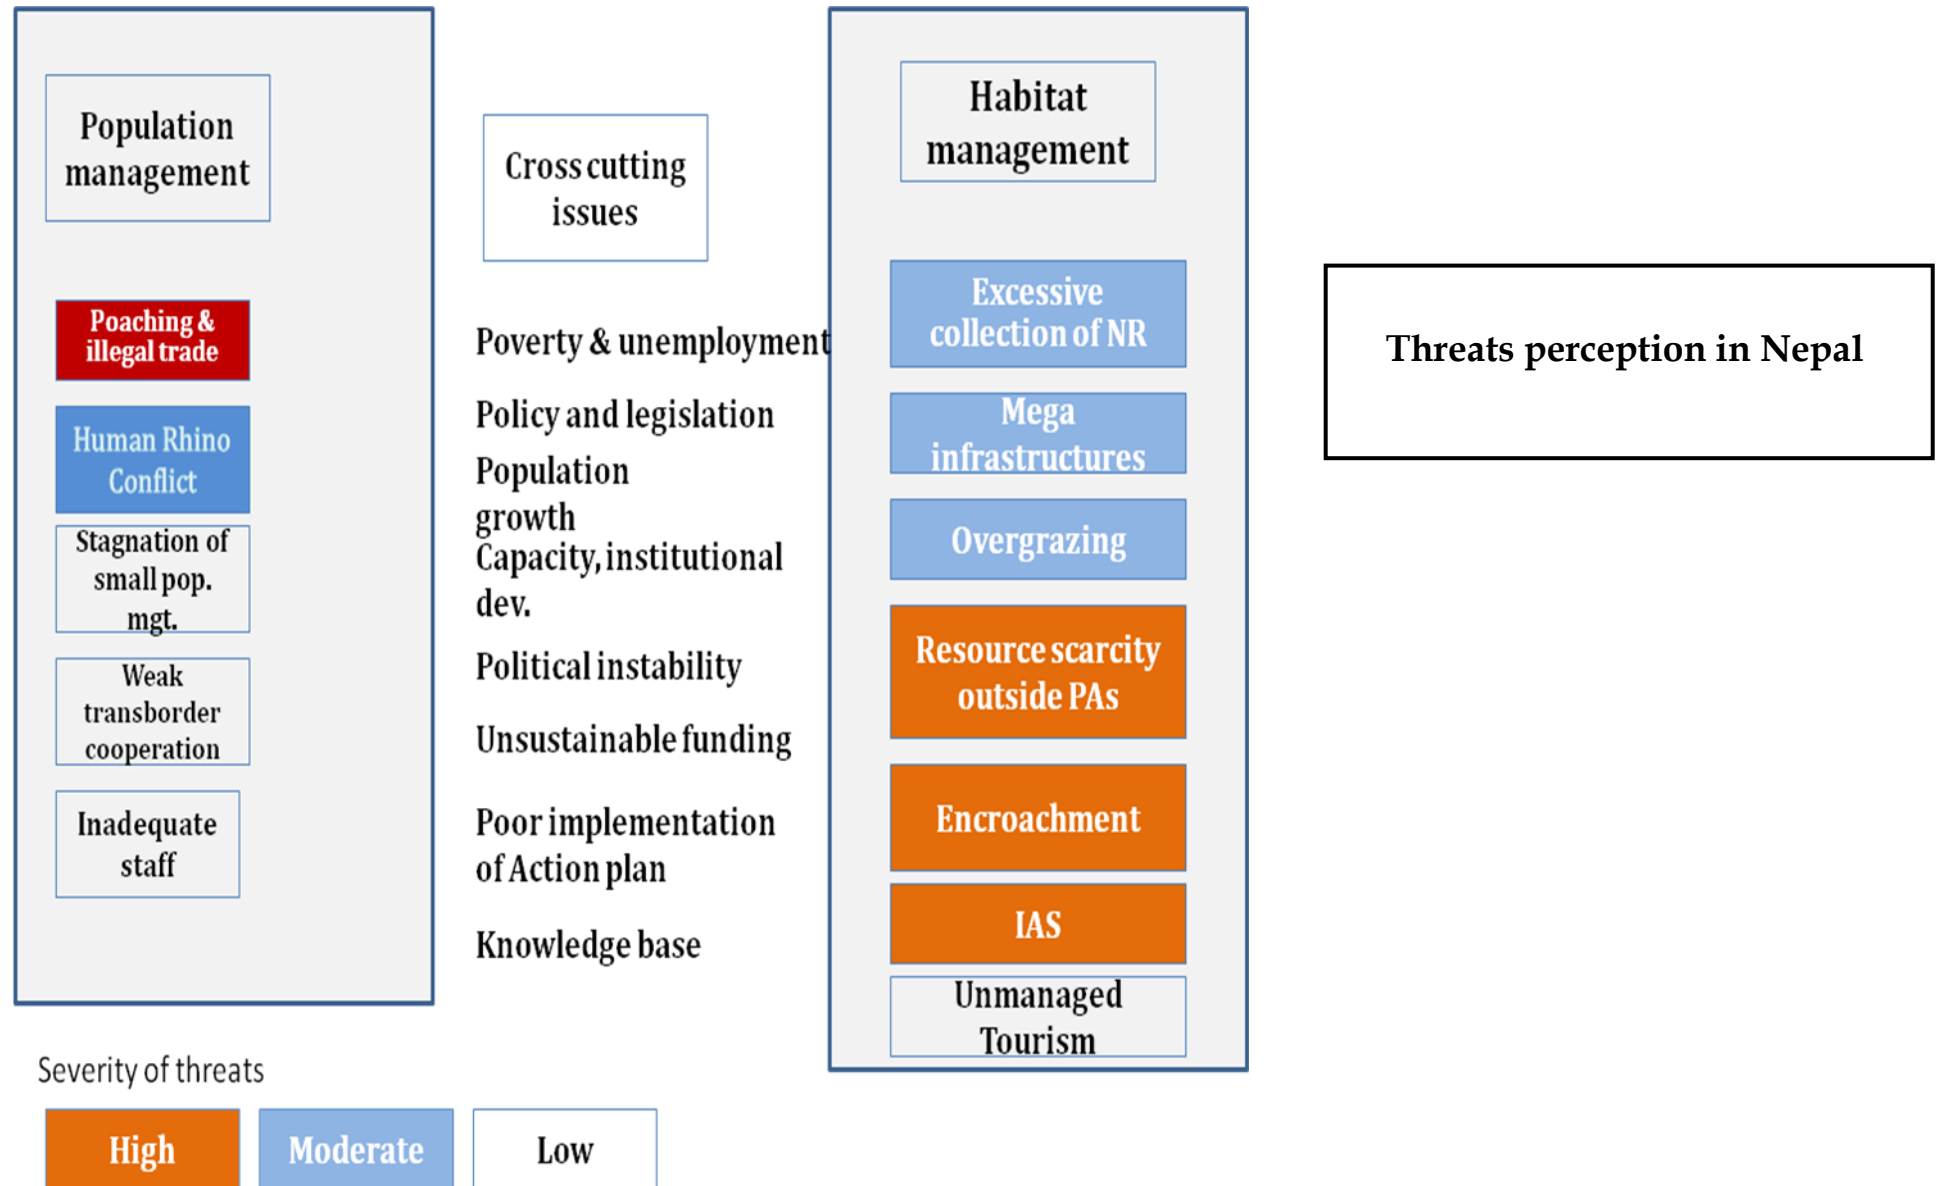 Population
management
Poaching &
illegal trade
Human Rhino
Conflict
Stagnation of
small pop.
mgt.
Weak
transborder
cooperation
Inadequate
staff
Cross cutting
issues
Poverty & unemployment
Policy and legislation
Population
growth
Capacity, institutional
dev.
Political instability
Unsustainable funding
Poor implementation
of Action plan
Knowledge base
Habitat
management
Excessive
collection of NR
Mega
infrastructures
Overgrazing
Resource scarcity
outside PAs
Encroachment
IAS
Unmanaged
Tourism
Threats perception in Nepal
Severity of threats
High
Moderate
Low